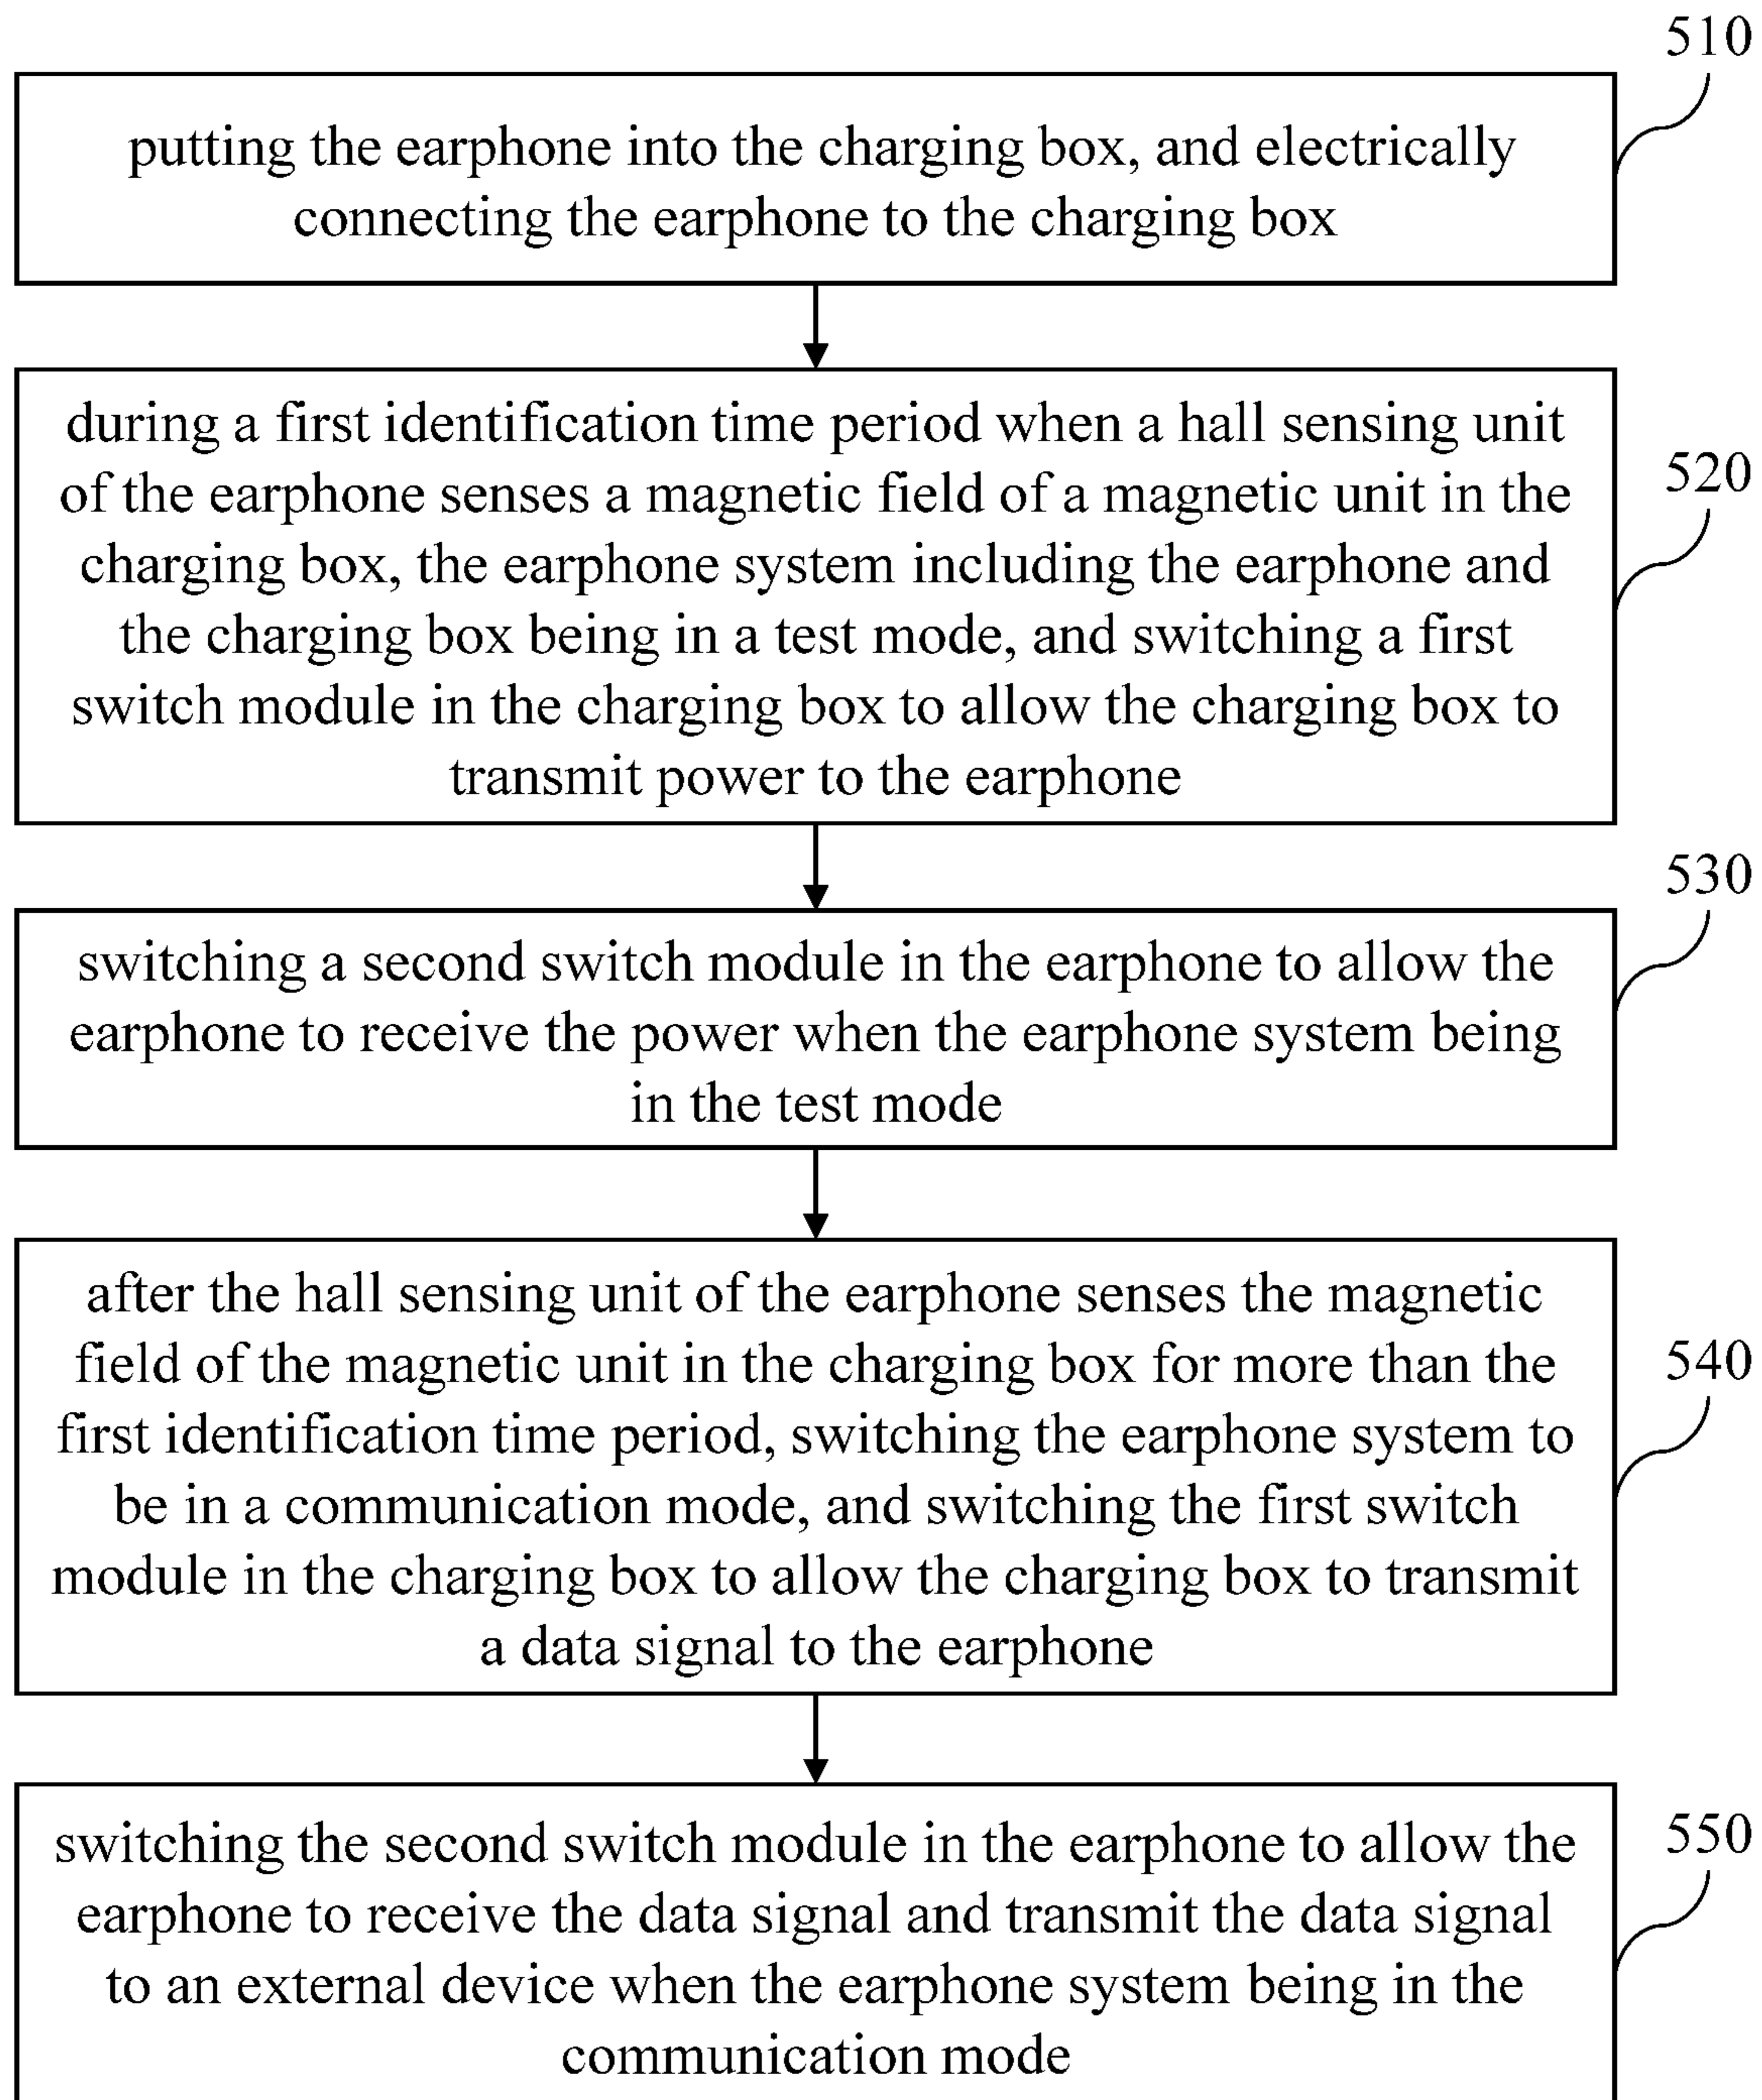 510
putting the earphone into the charging box, and electrically
connecting the earphone to the charging box
during a first identification time period when a hall sensing unit
of the earphone senses a magnetic field of a magnetic unit in the
charging box, the earphone system including the earphone and
the charging box being in a test mode, and switching a first
switch module in the charging box to allow the charging box to
transmit power to the earphone
520
530
switching a second switch module in the earphone to allow the
earphone to receive the power when the earphone system being
in the test mode
after the hall sensing unit of the earphone senses the magnetic
field of the magnetic unit in the charging box for more than the
first identification time period, switching the earphone system to
be in a communication mode, and switching the first switch
module in the charging box to allow the charging box to transmit
a data signal to the earphone
540
switching the second switch module in the earphone to allow the
earphone to receive the data signal and transmit the data signal
to an external device when the earphone system being in the
communication mode
550